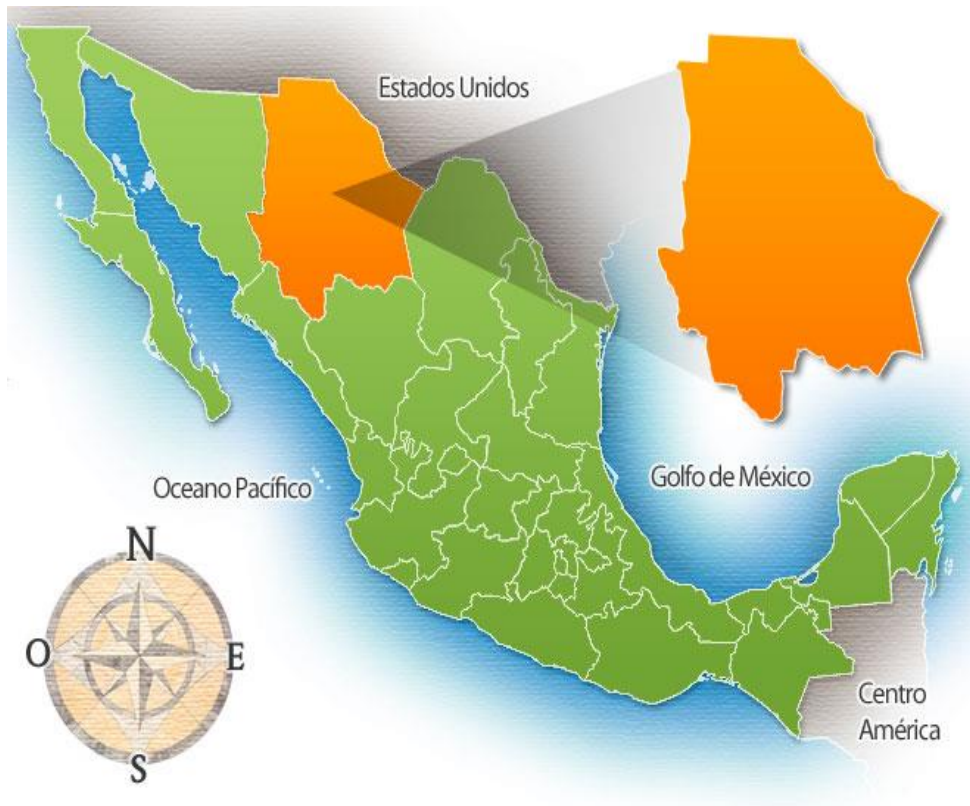 Estados Unidos
Golfo de México
Oceano Pacífico
N
O
E
S
Centro
América